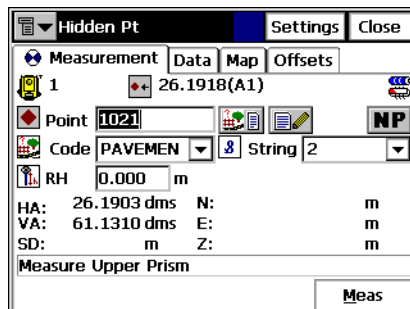 Hidden Pt Settings Close
Measurement Data Map Offsets
1 26.1918(A1)
Point 1021 NP
Code PAVEMEN String 2
RH 0.000 m
HA: 26.1903 dms N: m
VA: 61.1310 dms E: m
SD: m Z: m
Measure Upper Prism
Meas